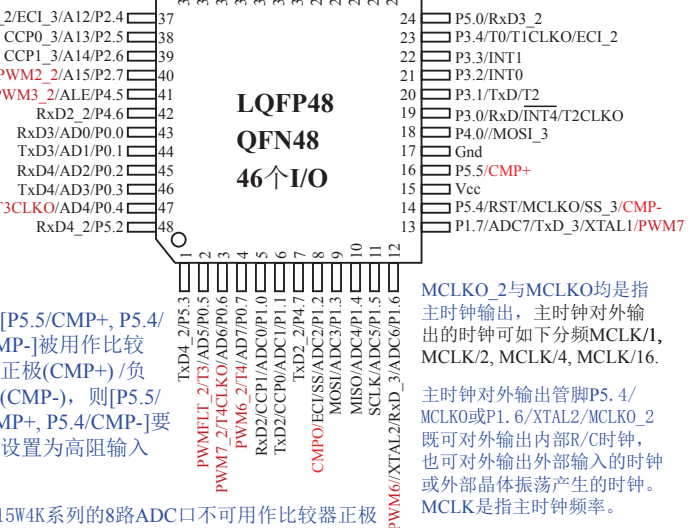 _2/ECI_3/A12/P2.4 37
CCP0_3/A13/P2.5 38
CCP1_3/A14/P2.6 39
PWM2_2/A15/P2.7 40
PWM3_2/ALE/P4.5 41
RxD2_2/P4.6 42
RxD3/AD0/P0.0 43
TxD3/AD1/P0.1 44
RxD4/AD2/P0.2 45
TxD4/AD3/P0.3 46
T3CLKO/AD4/P0.4 47
RxD4_2/P5.2 48
LQFP48
QFN48
46个I/O
24 P5.0/RxD3_2
23 P3.4/T0/T1CLKO/ECI_2
22 P3.3/INT1
21 P3.2/INT0
20 P3.1/TxD/T2
19 P3.0/RxD/INT4/T2CLKO
18 P4.0//MOSI_3
17 Gnd
16 P5.5/CMP+
15 Vcc
14 P5.4/RST/MCLKO/SS_3/CMP-
13 P1.7/ADC7/TxD_3/XTAL1/PWM7
1 TxD4_2/P5.3
2 PWMFLT_2/T3/AD5/P0.5
3 PWM7_2/T4CLKO/AD6/P0.6
4 PWM6_2/T4/AD7/P0.7
5 RxD2/CCP1/ADC0/P1.0
6 TxD2/CCP0/ADC1/P1.1
7 TxD2_2/P4.7
8 CMPO/ECI/SS/ADC2/P1.2
9 MOSI/ADC3/P1.3
10 MISO/ADC4/P1.4
11 SCLK/ADC5/P1.5
12 PWM6//XTAL2/RxD_3/ADC6/P1.6
[P5.5/CMP+, P5.4/
MP-]被用作比较
正极(CMP+) /负
(CMP-)，则[P5.5/
MP+, P5.4/CMP-]要
设置为高阻输入
15W4K系列的8路ADC口不可用作比较器正极
MCLKO_2与MCLKO均是指
主时钟输出，主时钟对外输
出的时钟可如下分频MCLK/1,
MCLK/2, MCLK/4, MCLK/16.
主时钟对外输出管脚P5.4/
MCLKO或P1.6/XTAL2/MCLKO_2
既可对外输出内部R/C时钟，
也可对外输出外部输入的时钟
或外部晶体振荡产生的时钟。
MCLK是指主时钟频率。